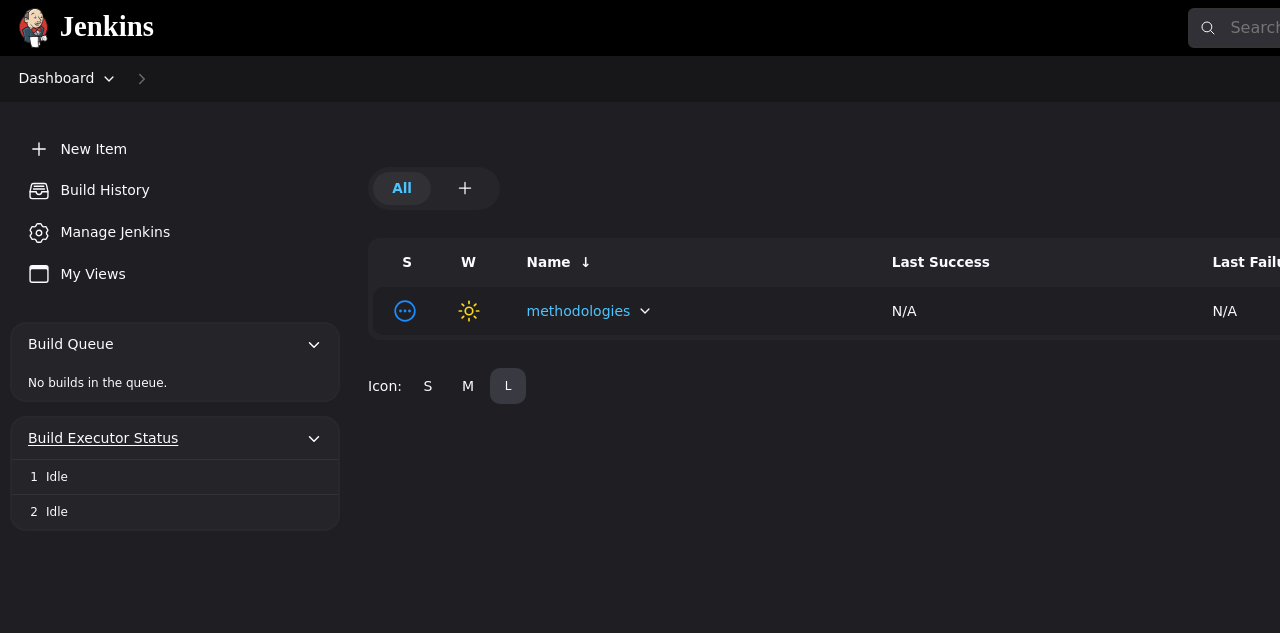 Jenkins
Search
Dashboard
New Item
Build History
Manage Jenkins
My Views
Build Queue
No builds in the queue.
Build Executor Status
1 Idle
2 Idle
All
S W Name ↓ Last Success Last Failu
methodologies N/A N/A
Icon: S M L